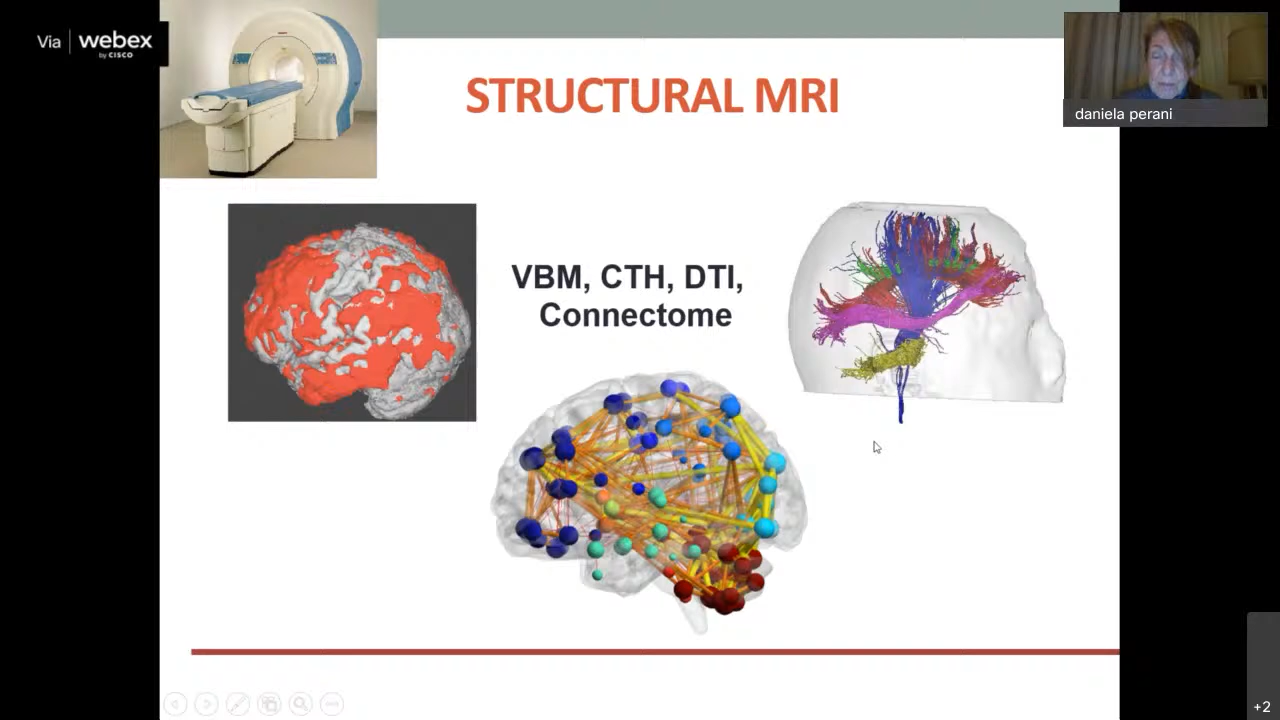 Via webex
by CISCO
STRUCTURAL MRI
daniela perani
VBM, CTH, DTI,
Connectome
+2